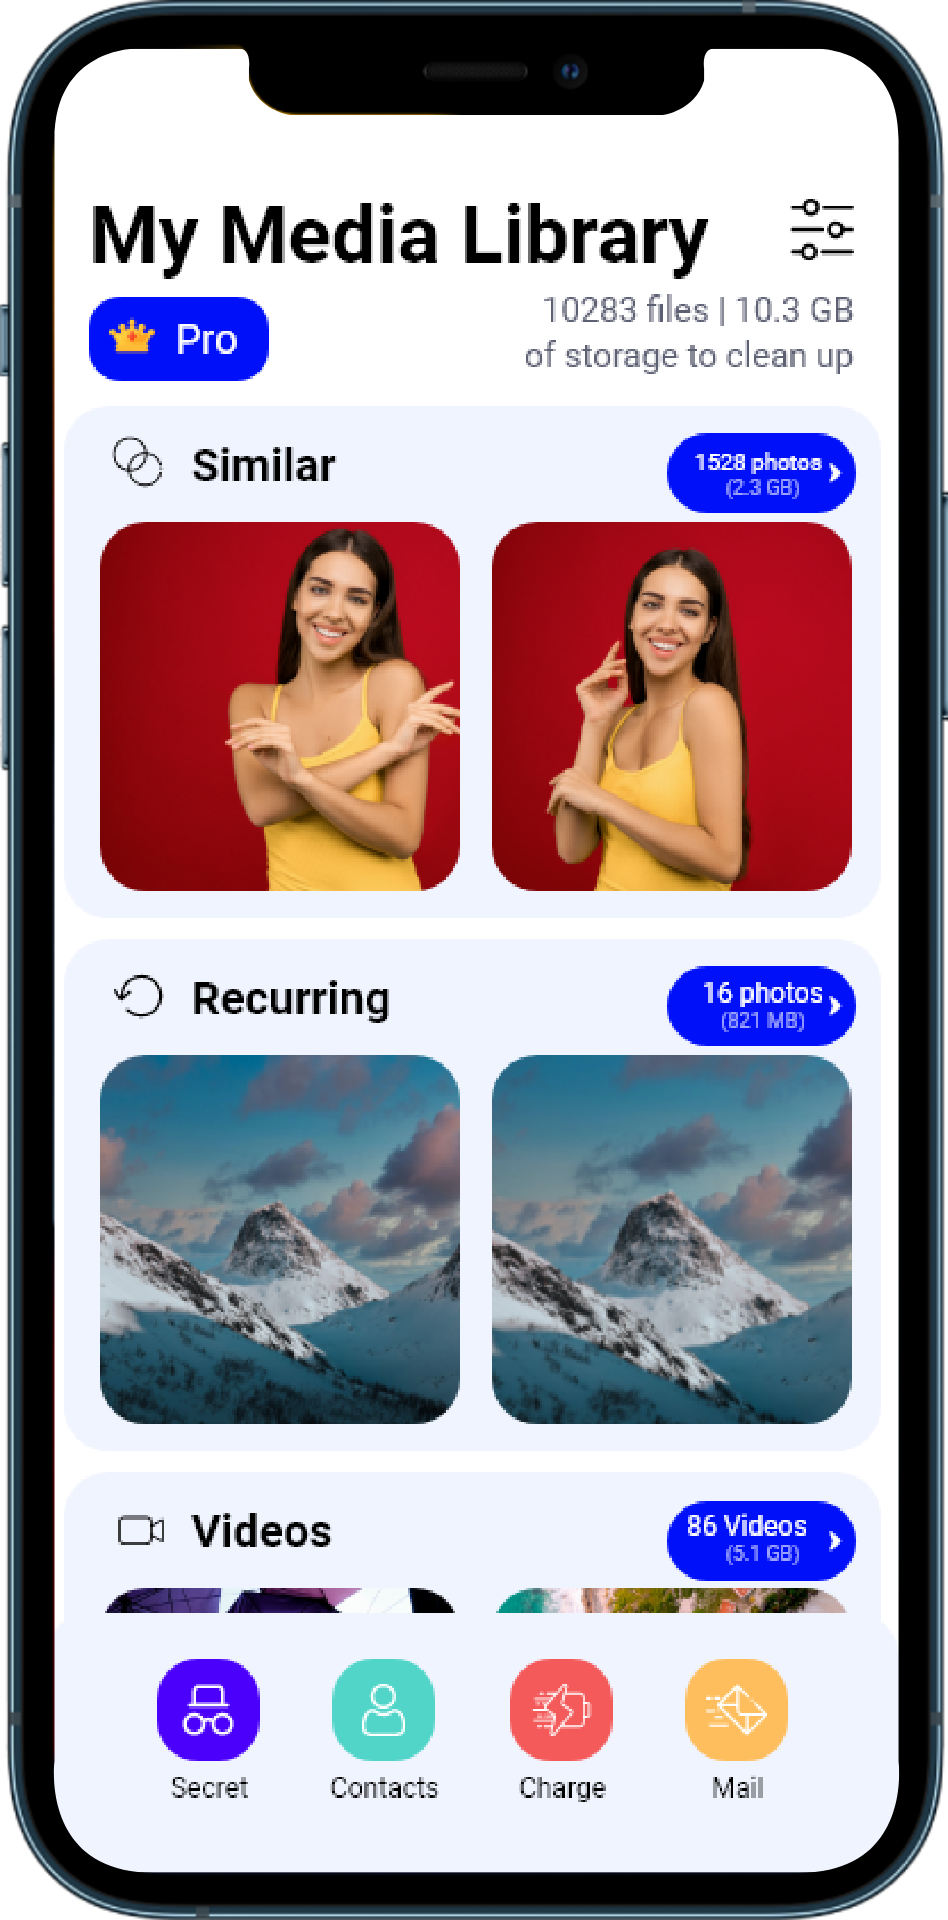 My Media Library
Pro
10283 files | 10.3 GB
of storage to clean up
Similar
1528 photos
(2.3 GB)
Recurring
16 photos
(821 MB)
Videos
86 Videos
(5.1 GB)
Secret
Contacts
Charge
Mail